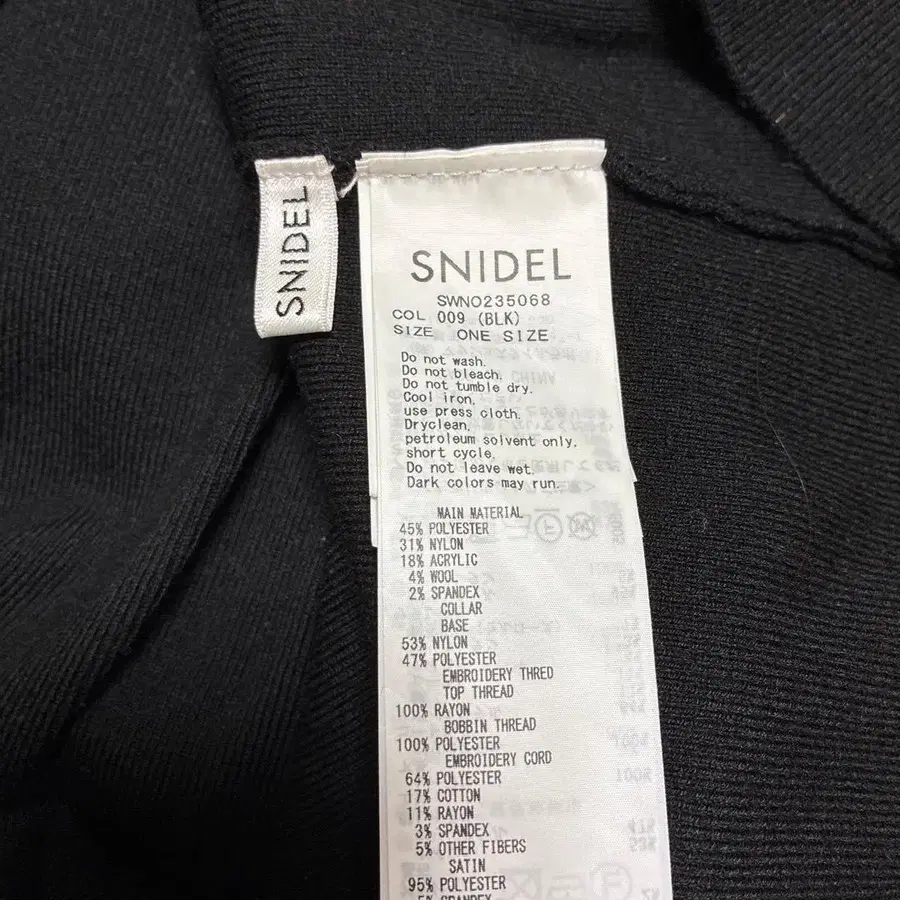 SNIDEL
SNIDEL
SWNO235068
COL 009 (BLK)
SIZE ONE SIZE
Do not wash.
Do not bleach.
Do not tumble dry.
Cool iron,
use press cloth.
Dryclean,
petroleum solvent only,
short cycle.
Do not leave wet.
Dark colors may run.
MAIN MATERIAL
45% POLYESTER
31% NYLON
18% ACRYLIC
4% WOOL
2% SPANDEX
COLLAR
BASE
53% NYLON
47% POLYESTER
EMBROIDERY THRED
TOP THREAD
100% RAYON
BOBBIN THREAD
100% POLYESTER
EMBROIDERY CORD
64% POLYESTER
17% COTTON
11% RAYON
3% SPANDEX
5% OTHER FIBERS
SATIN
95% POLYESTER
5% SPANDEX